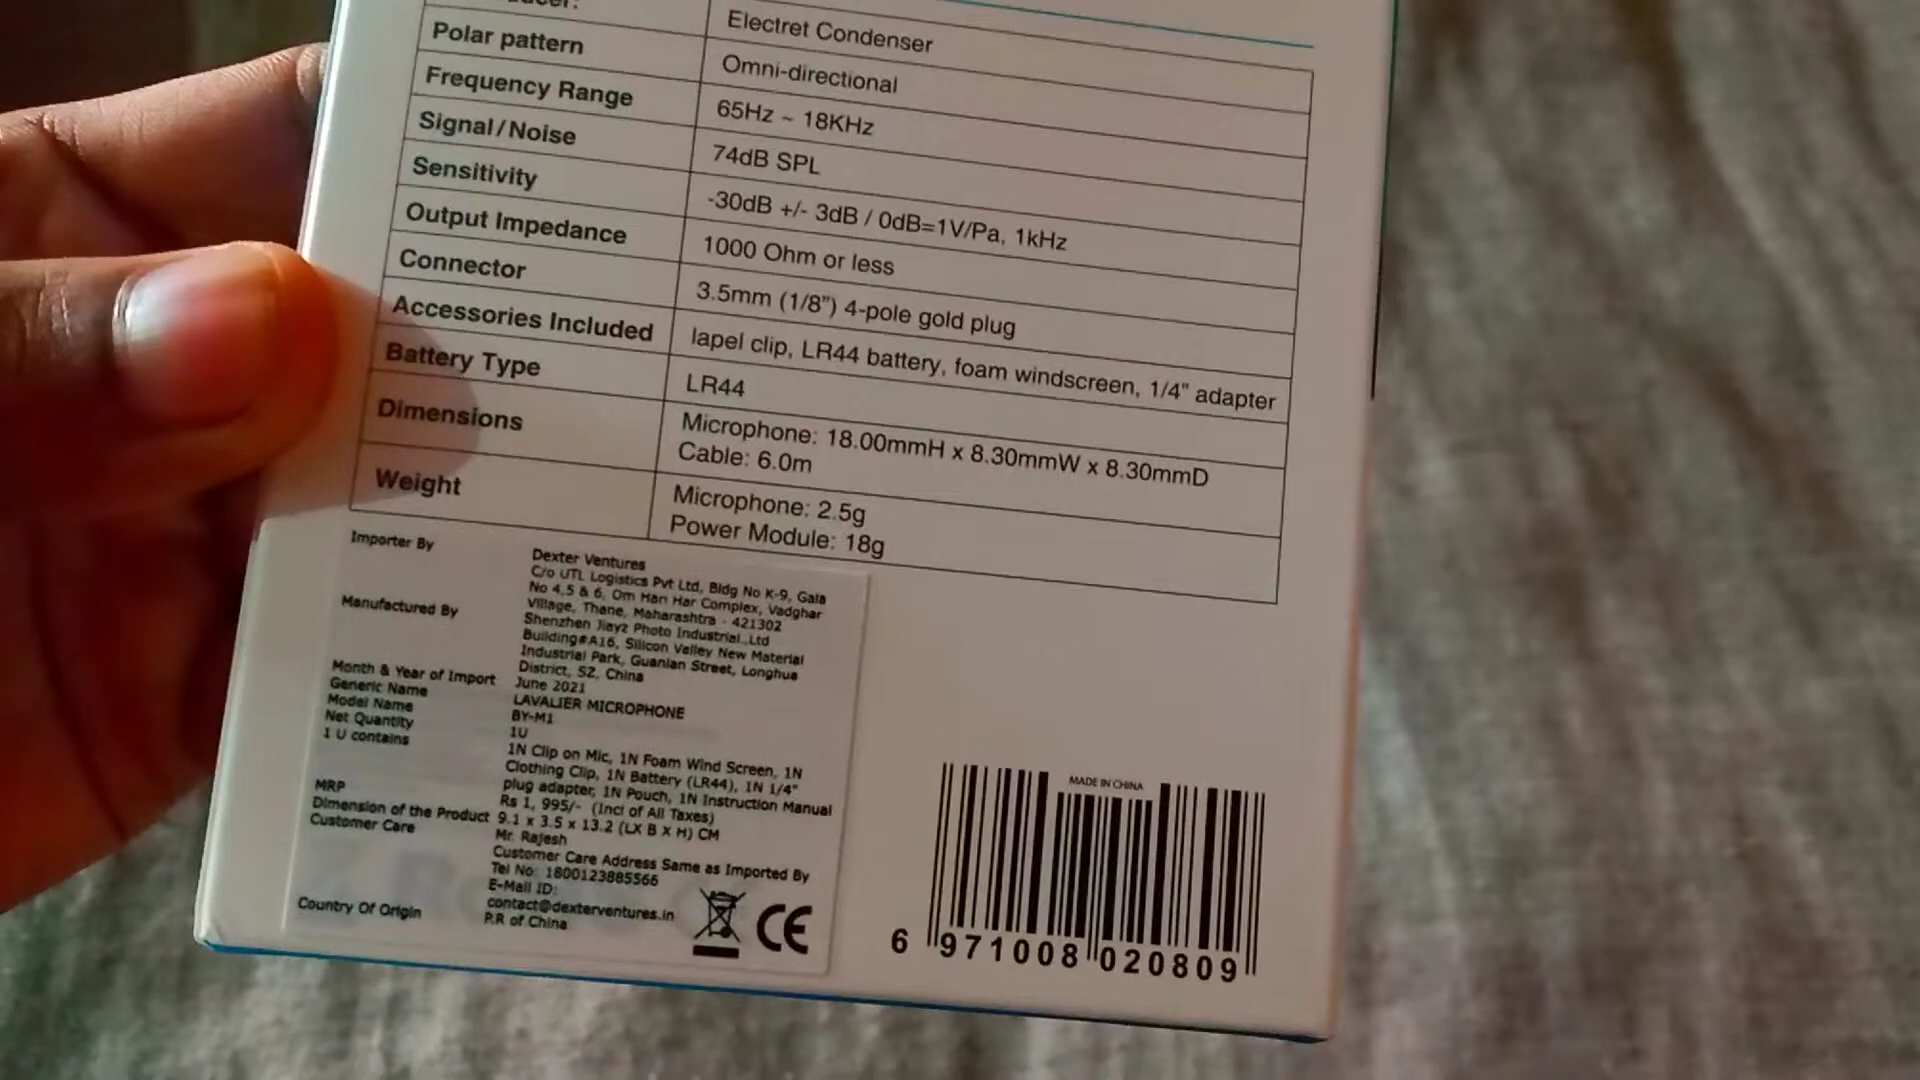 Electret Condenser
Polar pattern Omni-directional
Frequency Range 65Hz ~ 18KHz
Signal/Noise 74dB SPL
Sensitivity -30dB +/- 3dB / 0dB=1V/Pa, 1kHz
Output Impedance 1000 Ohm or less
Connector 3.5mm (1/8") 4-pole gold plug
Accessories Included lapel clip, LR44 battery, foam windscreen, 1/4" adapter
Battery Type LR44
Dimensions Microphone: 18.00mmH x 8.30mmW x 8.30mmD
Cable: 6.0m
Weight Microphone: 2.5g
Power Module: 18g
Importer By Dexter Ventures
C/o UTL Logistics Pvt Ltd, Bldg No K-9, Gala
No 4,5 & 6, Om Hari Har Complex, Vadghar
Village, Thane, Maharashtra - 421302
Manufactured By Shenzhen Jiayz Photo Industrial.,Ltd
Building#A16, Silicon Valley New Material
Industrial Park, Guanlan Street, Longhua
District, SZ, China
Month & Year of Import June 2021
Generic Name LAVALIER MICROPHONE
Model Name BY-M1
Net Quantity 1U
1 U contains 1N Clip on Mic, 1N Foam Wind Screen, 1N
Clothing Clip, 1N Battery (LR44), 1N 1/4"
plug adapter, 1N Pouch, 1N Instruction Manual
MRP Rs 1, 995/- (Incl of All Taxes)
Dimension of the Product 9.1 x 3.5 x 13.2 (LX B X H) CM
Customer Care Mr. Rajesh
Customer Care Address Same as Imported By
Tel No: 1800123885566
E-Mail ID:
contact@dexterventures.in
Country Of Origin P.R of China
CE
MADE IN CHINA
6 971008 020809